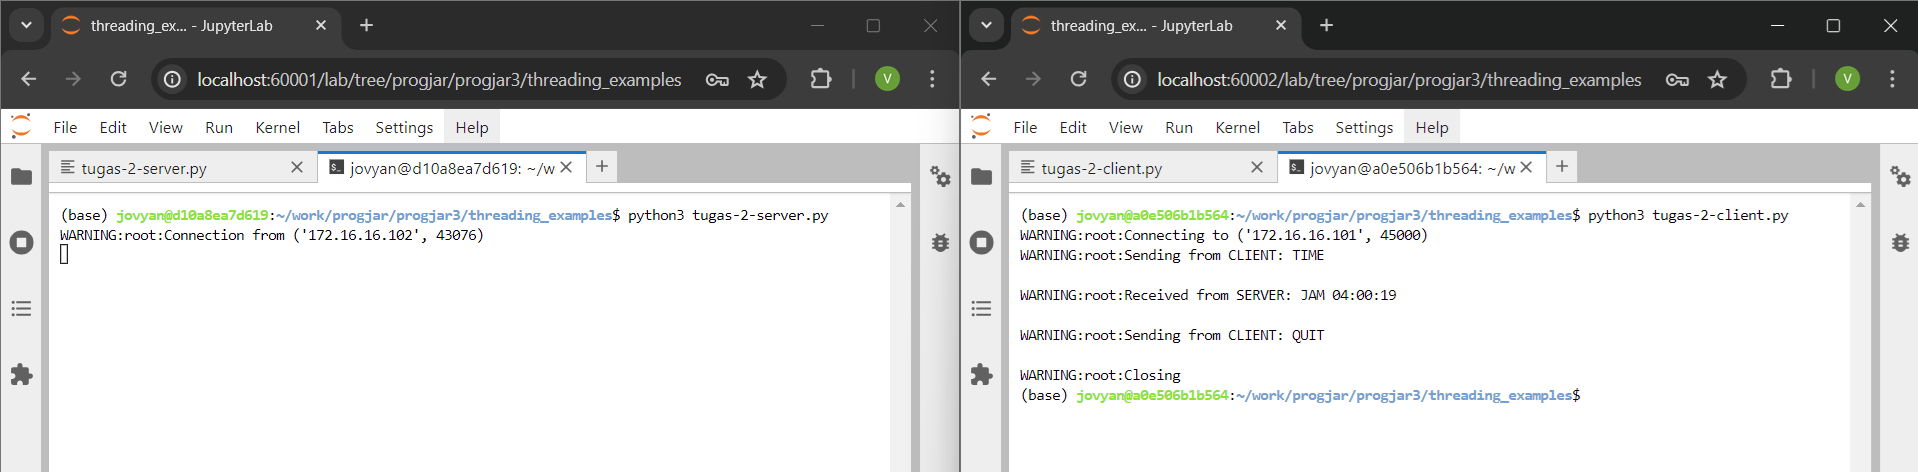 threading_ex... - JupyterLab
localhost:60001/lab/tree/progjar/progjar3/threading_examples
V
File Edit View Run Kernel Tabs Settings Help
tugas-2-server.py
jovyan@d10a8ea7d619: ~/w
(base) jovyan@d10a8ea7d619:~/work/progjar/progjar3/threading_examples$ python3 tugas-2-server.py
WARNING:root:Connection from ('172.16.16.102', 43076)
threading_ex... - JupyterLab
localhost:60002/lab/tree/progjar/progjar3/threading_examples
V
File Edit View Run Kernel Tabs Settings Help
tugas-2-client.py
jovyan@a0e506b1b564: ~/w
(base) jovyan@a0e506b1b564:~/work/progjar/progjar3/threading_examples$ python3 tugas-2-client.py
WARNING:root:Connecting to ('172.16.16.101', 45000)
WARNING:root:Sending from CLIENT: TIME
WARNING:root:Received from SERVER: JAM 04:00:19
WARNING:root:Sending from CLIENT: QUIT
WARNING:root:Closing
(base) jovyan@a0e506b1b564:~/work/progjar/progjar3/threading_examples$